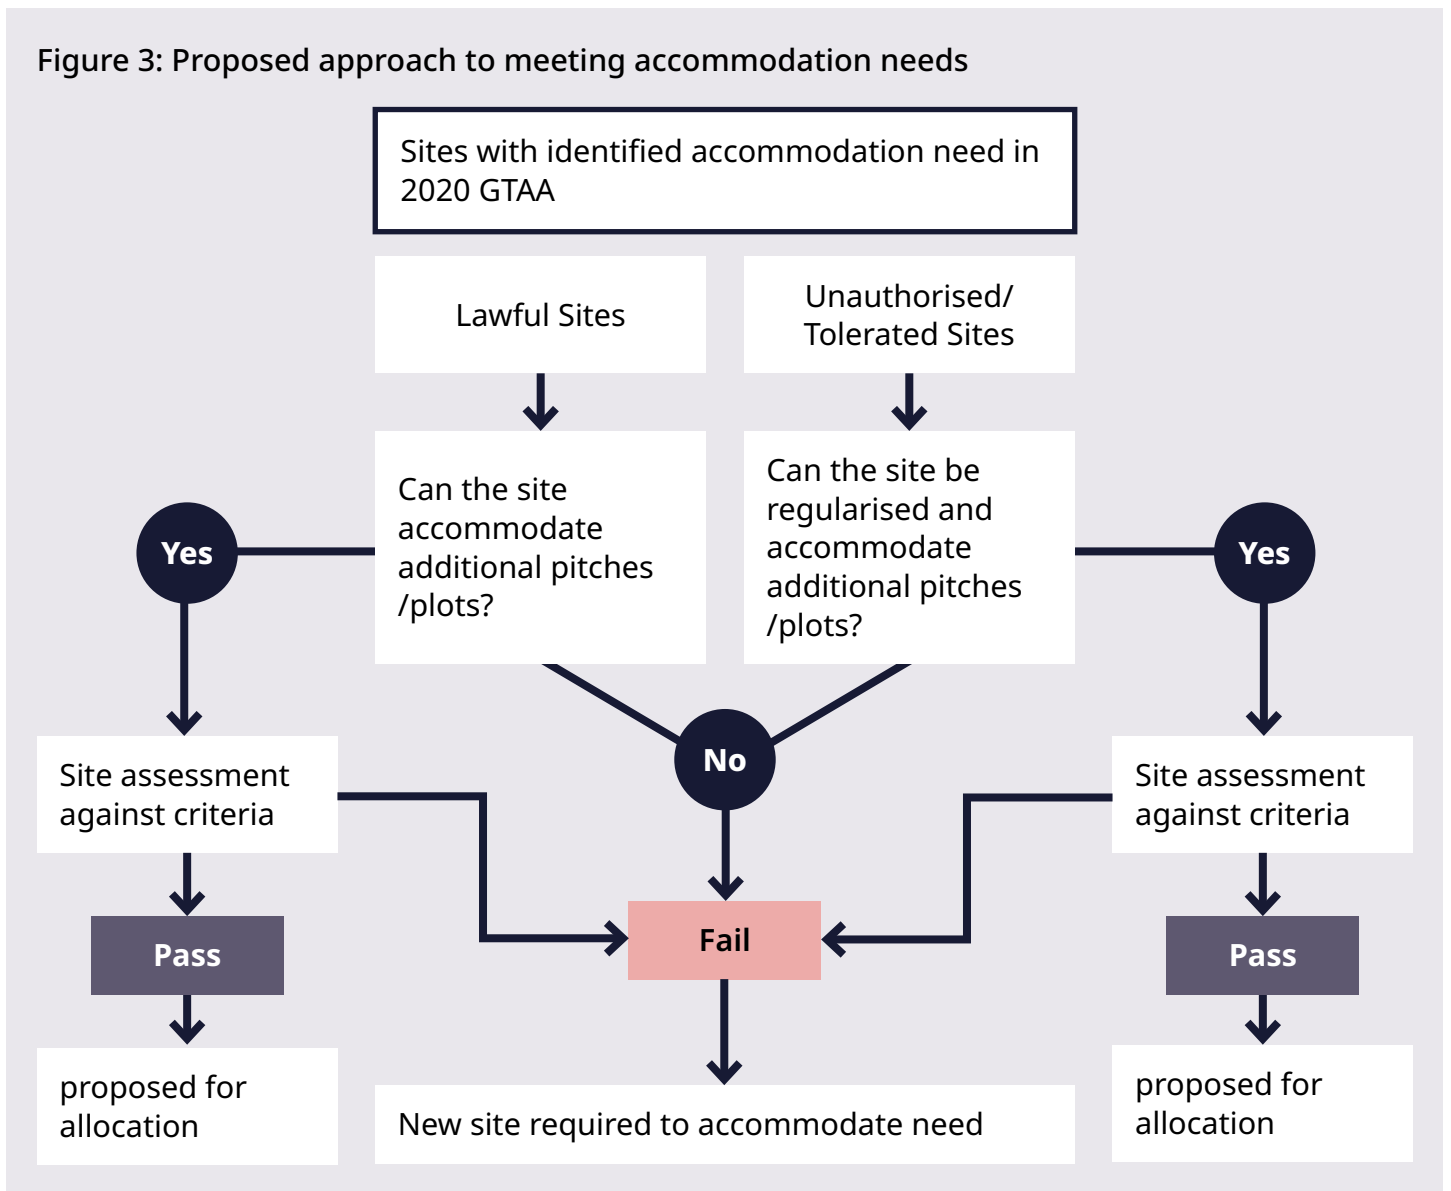 Figure 3: Proposed approach to meeting accommodation needs
Sites with identified accommodation need in
2020 GTAA
Lawful Sites
Unauthorised/
Tolerated Sites
Can the site
accommodate
additional pitches
/plots?
Can the site be
regularised and
accommodate
additional pitches
/plots?
Yes
Yes
No
Site assessment
against criteria
Site assessment
against criteria
Pass
Fail
Pass
proposed for
allocation
New site required to accommodate need
proposed for
allocation